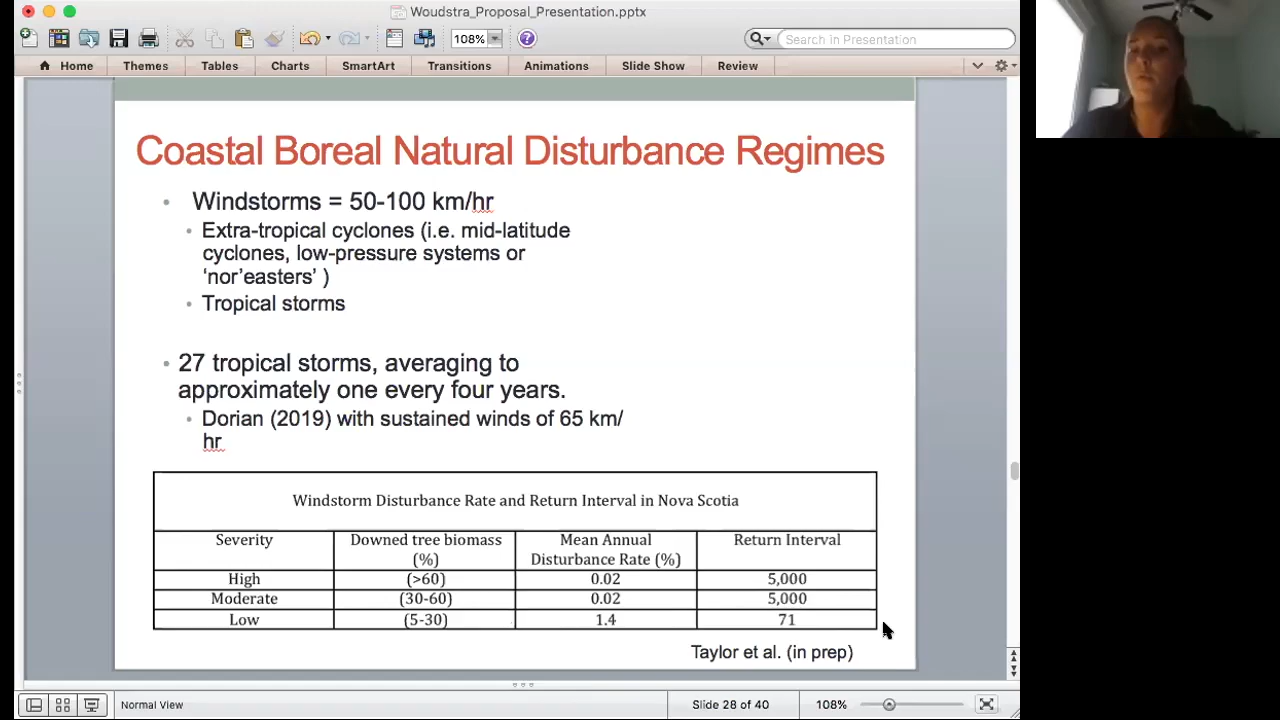 Woudstra_Proposal_Presentation.pptx
108%
Search in Presentation
Home Themes Tables Charts SmartArt Transitions Animations Slide Show Review
Coastal Boreal Natural Disturbance Regimes
• Windstorms = 50-100 km/hr
• Extra-tropical cyclones (i.e. mid-latitude
cyclones, low-pressure systems or
‘nor’easters’ )
• Tropical storms
• 27 tropical storms, averaging to
approximately one every four years.
• Dorian (2019) with sustained winds of 65 km/
hr
Windstorm Disturbance Rate and Return Interval in Nova Scotia
Severity Downed tree biomass (%) Mean Annual Disturbance Rate (%) Return Interval
High (>60) 0.02 5,000
Moderate (30-60) 0.02 5,000
Low (5-30) 1.4 71
Taylor et al. (in prep)
Normal View Slide 28 of 40 108%